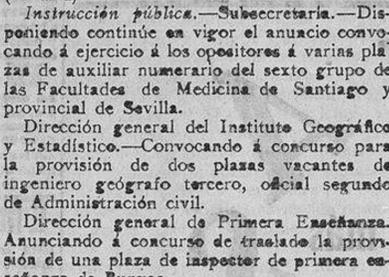 Instrucción pública.—Subsecretaría.—Dis-
poniendo continúe en vigor el anuncio convo-
cando á ejercicio á los opositores á varias pla-
zas de auxiliar numerario del sexto grupo de
las Facultades de Medicina de Santiago y
provincial de Sevilla.
Dirección general del Instituto Geográfico
y Estadístico.—Convocando á concurso para
la provisión de dos plazas vacantes de
ingeniero geógrafo tercero, oficial segundo
de Administración civil.
Dirección general de Primera Enseñanza.
Anunciando á concurso de traslado la provi-
sión de una plaza de inspector de primera en-
señanza de